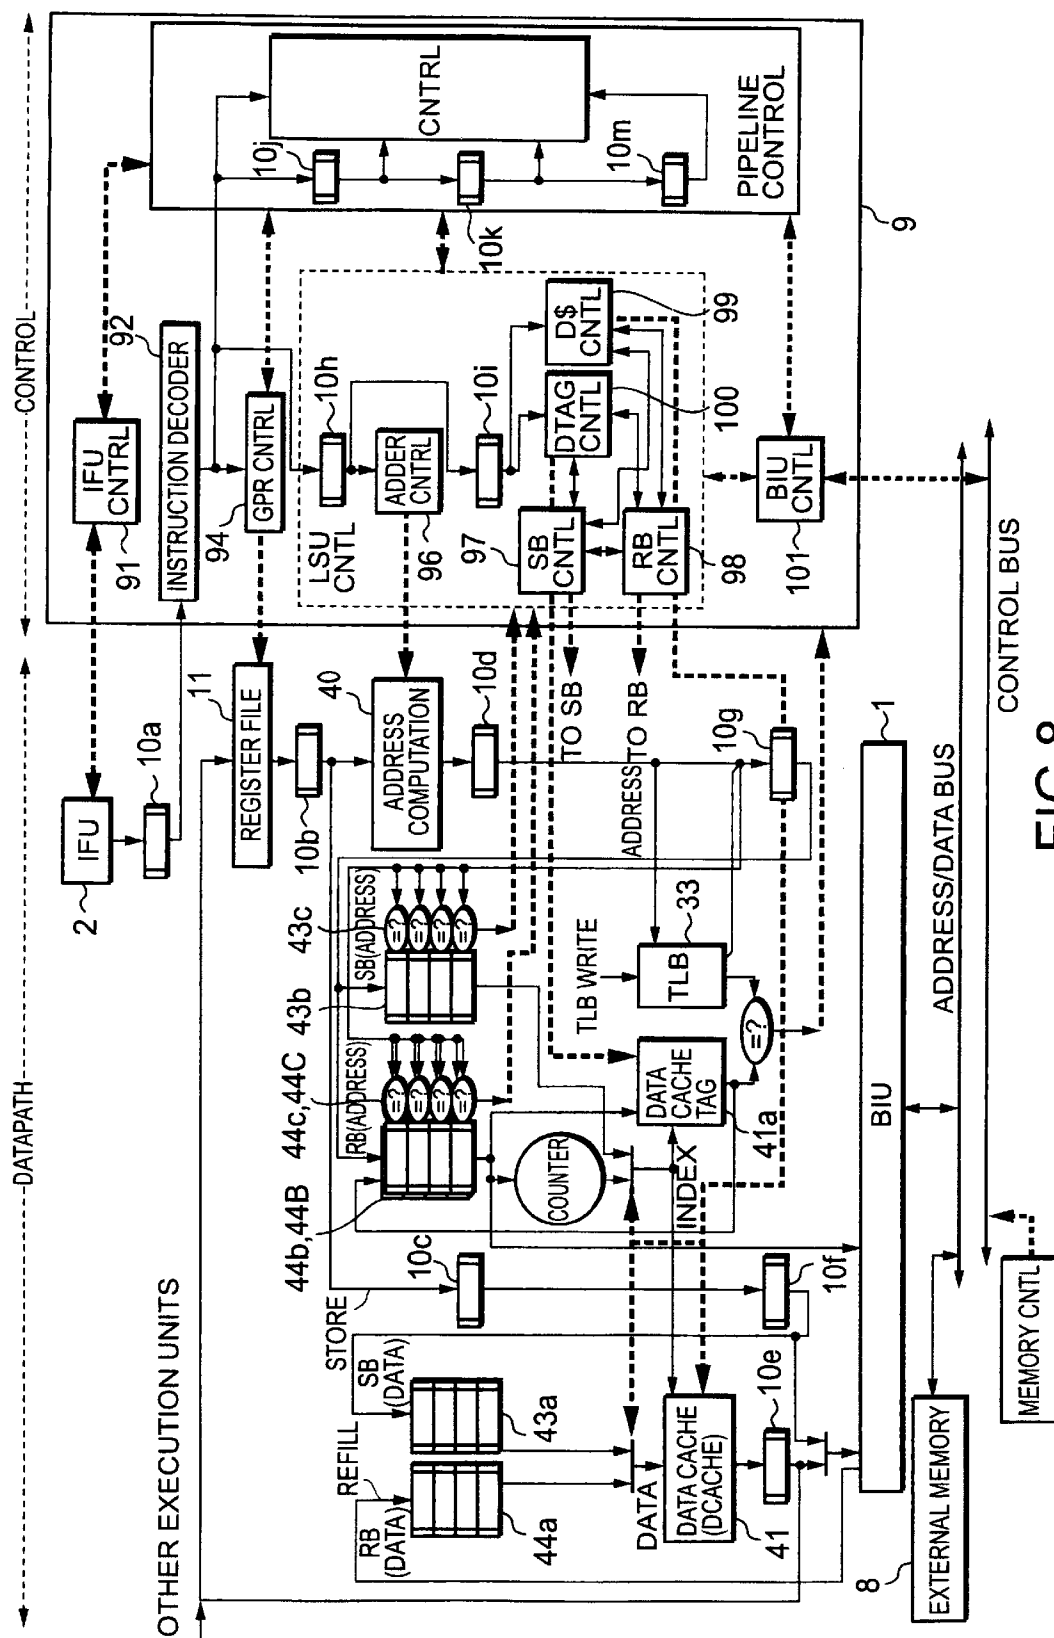 DATAPATH
CONTROL
OTHER EXECUTION UNITS
2
IFU
10a
IFU
CNTRL
91
INSTRUCTION DECODER
92
REGISTER FILE
11
GPR CNTRL
94
10b
ADDRESS
COMPUTATION
40
10d
LSU
CNTL
10h
ADDER
CNTRL
96
10i
SB
CNTL
97
DTAG
CNTL
100
D$
CNTL
99
RB
CNTL
98
BIU
CNTL
101
10j
10k
10m
CNTRL
PIPELINE
CONTROL
9
TO SB
TO RB
ADDRESS
10g
STORE
REFILL
SB
(DATA)
RB
(DATA)
43a
44a
10c
10f
44b,44B
RB(ADDRESS)
44c,44C
=?
=?
=?
=?
43b
SB(ADDRESS)
43c
=?
=?
=?
=?
COUNTER
INDEX
TLB WRITE
TLB
33
=?
DATA
CACHE
TAG
41a
DATA
DATA CACHE
(DCACHE)
41
10e
BIU
1
8
EXTERNAL MEMORY
ADDRESS/DATA BUS
MEMORY CNTL
CONTROL BUS